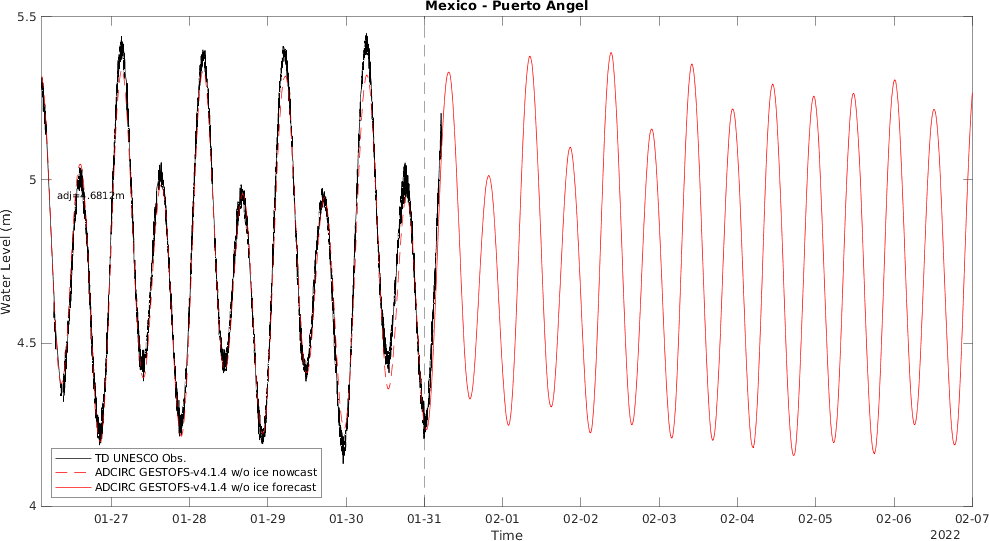 Mexico - Puerto Angel
5.5
5
4.5
4
Water Level (m)
adj=4.6812m
TD UNESCO Obs.
ADCIRC GESTOFS-v4.1.4 w/o ice nowcast
ADCIRC GESTOFS-v4.1.4 w/o ice forecast
01-27 01-28 01-29 01-30 01-31 02-01 02-02 02-03 02-04 02-05 02-06 02-07
Time
2022